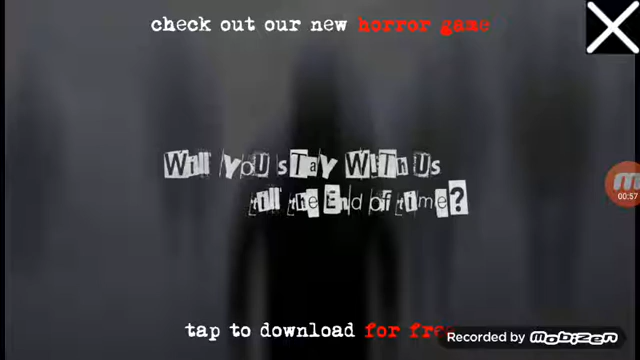 check out our new horror game
Will YoU sTaY WiTh Us
till the End of time?
00:57
tap to download for free
Recorded by mobizen